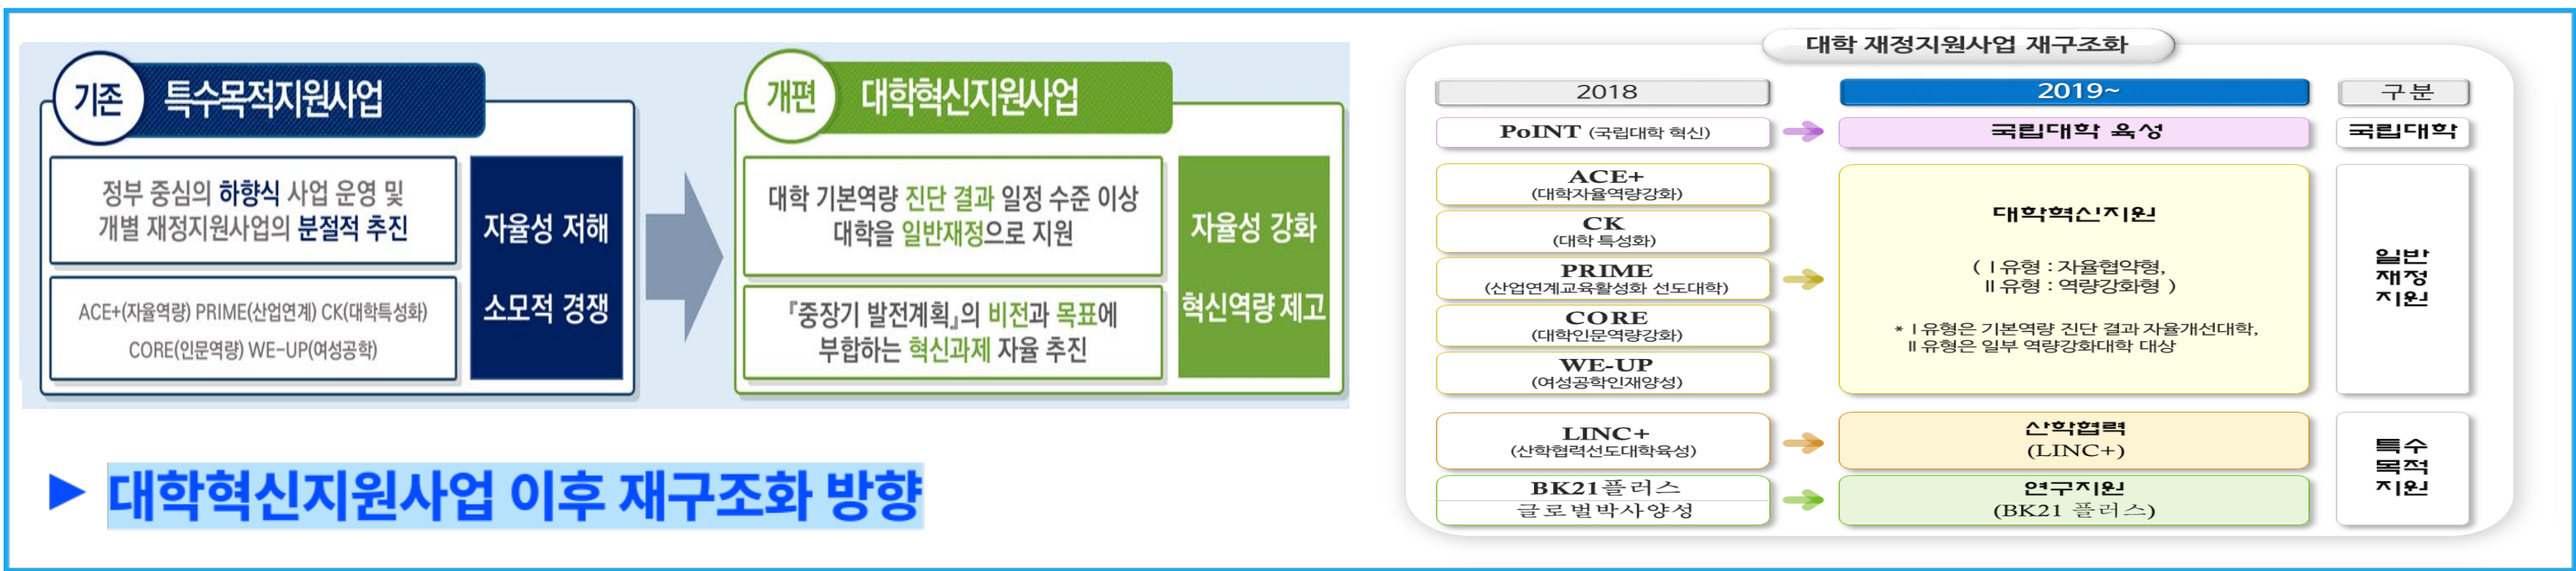 기존 특수목적지원사업
정부 중심의 하향식 사업 운영 및
개별 재정지원사업의 분절적 추진
ACE+(자율역량) PRIME(산업연계) CK(대학특성화)
CORE(인문역량) WE-UP(여성공학)
자율성 저해
소모적 경쟁
개편 대학혁신지원사업
대학 기본역량 진단 결과 일정 수준 이상
대학을 일반재정으로 지원
『중장기 발전계획』의 비전과 목표에
부합하는 혁신과제 자율 추진
자율성 강화
혁신역량 제고
▶ 대학혁신지원사업 이후 재구조화 방향
대학 재정지원사업 재구조화
2018 2019~ 구분
PoINT (국립대학 혁신) 국립대학 육성 국립대학
ACE+
(대학자율역량강화)
CK
(대학 특성화)
PRIME
(산업연계교육활성화 선도대학)
CORE
(대학인문역량강화)
WE-UP
(여성공학인재양성)
대학혁신지원
( Ⅰ유형 : 자율협약형,
Ⅱ유형 : 역량강화형 )
* Ⅰ유형은 기본역량 진단 결과 자율개선대학,
Ⅱ유형은 일부 역량강화대학 대상
일반
재정
지원
LINC+
(산학협력선도대학육성)
산학협력
(LINC+)
BK21플러스
글로벌박사양성
연구지원
(BK21 플러스)
특수
목적
지원